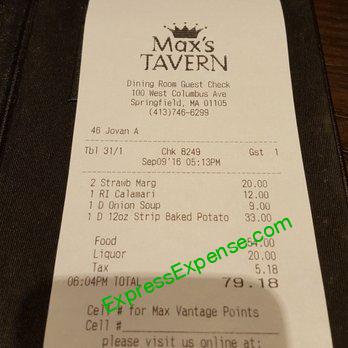 Max's
TAVERN
Dining Room Guest Check
100 West Columbus Ave
Springfield, MA 01105
(413)746-6299
46 Jovan A
Tbl 31/1 Chk 8249 Gst 1
Sep09'16 05:13PM
2 Strawb Marg 20.00
1 RI Calamari 12.00
1 D Onion Soup 9.00
1 D 12oz Strip Baked Potato 33.00
Food 54.00
Liquor 20.00
Tax 5.18
06:04PM TOTAL 79.18
Cell # for Max Vantage Points
Cell #
please visit us online at:
ExpressExpense.com